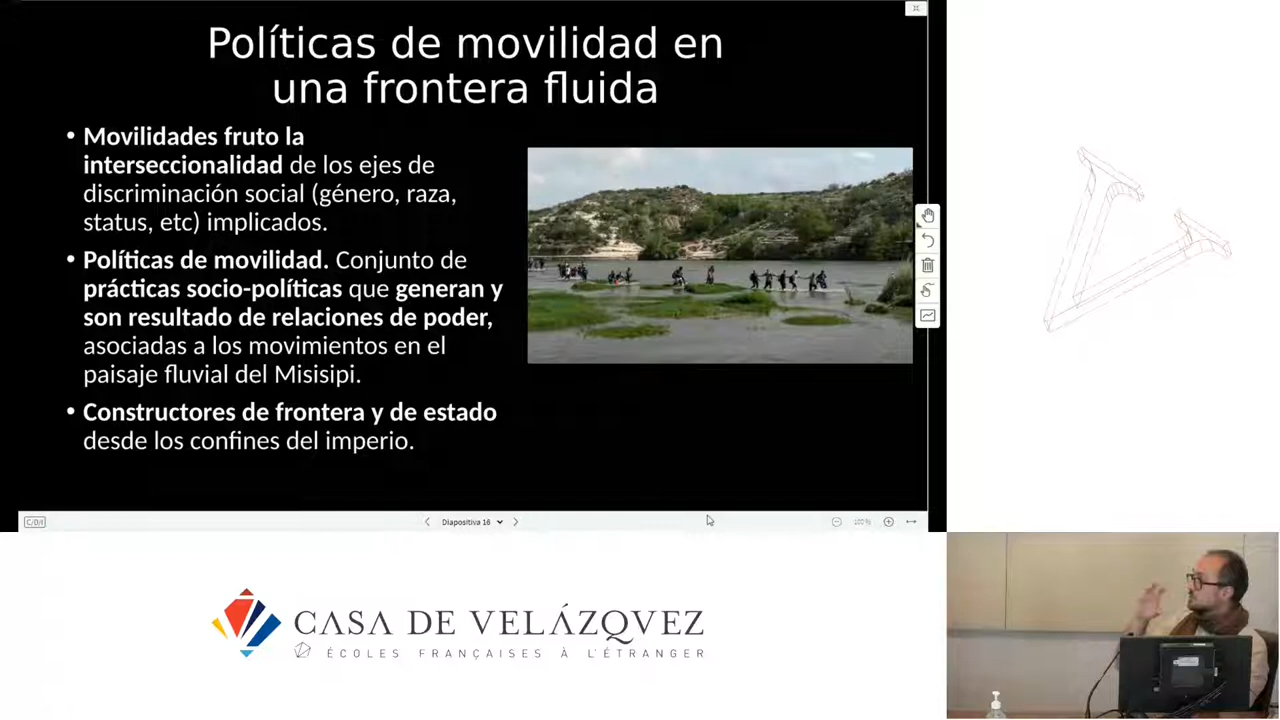 Políticas de movilidad en
una frontera fluida
• Movilidades fruto la
interseccionalidad de los ejes de
discriminación social (género, raza,
status, etc) implicados.
• Políticas de movilidad. Conjunto de
prácticas socio-políticas que generan y
son resultado de relaciones de poder,
asociadas a los movimientos en el
paisaje fluvial del Misisipi.
• Constructores de frontera y de estado
desde los confines del imperio.
Diapositiva 16
100%
CASA DE VELÁZQVEZ
ÉCOLES FRANÇAISES À L'ÉTRANGER